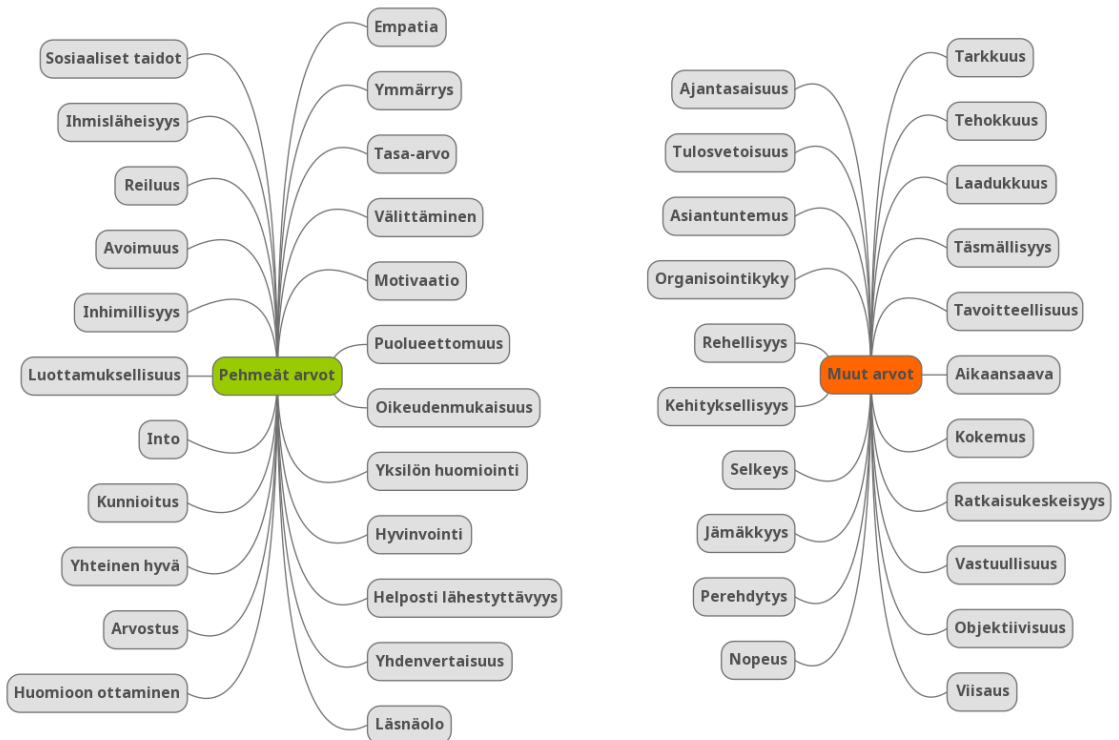 Pehmeät arvot
Sosiaaliset taidot
Ihmisläheisyys
Reiluus
Avoimuus
Inhimillisyys
Luottamuksellisuus
Into
Kunnioitus
Yhteinen hyvä
Arvostus
Huomioon ottaminen
Empatia
Ymmärrys
Tasa-arvo
Välittäminen
Motivaatio
Puolueettomuus
Oikeudenmukaisuus
Yksilön huomiointi
Hyvinvointi
Helposti lähestyttävyys
Yhdenvertaisuus
Läsnäolo
Muut arvot
Ajantasaisuus
Tulosvetoisuus
Asiantuntemus
Organisointikyky
Rehellisyys
Kehityksellisyys
Selkeys
Jämäkkyys
Perehdytys
Nopeus
Tarkkuus
Tehokkuus
Laadukkuus
Täsmällisyys
Tavoitteellisuus
Aikaansaava
Kokemus
Ratkaisukeskeisyys
Vastuullisuus
Objektiivisuus
Viisaus